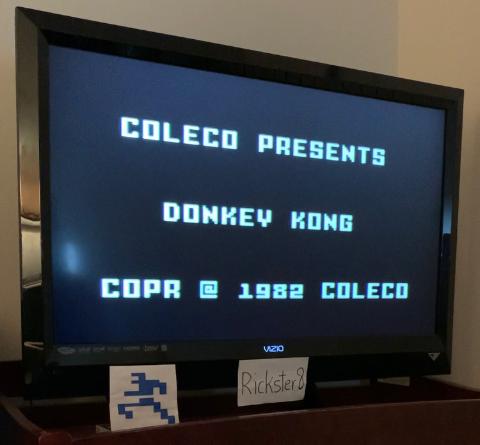 COLECO PRESENTS
DONKEY KONG
COPR @ 1982 COLECO
VIZIO
Rickster8